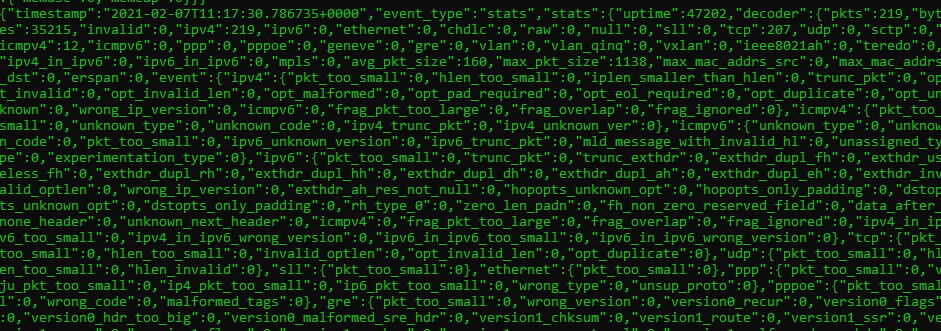 {"timestamp":"2021-02-07T11:17:30.786735+0000","event_type":"stats","stats":{"uptime":47202,"decoder":{"pkts":219,"byt
es":35215,"invalid":0,"ipv4":219,"ipv6":0,"ethernet":0,"chdlc":0,"raw":0,"null":0,"sll":0,"tcp":207,"udp":0,"sctp":0,
icmpv4":12,"icmpv6":0,"ppp":0,"pppoe":0,"geneve":0,"gre":0,"vlan":0,"vlan_qinq":0,"vxlan":0,"ieee8021ah":0,"teredo":0,
"ipv4_in_ipv6":0,"ipv6_in_ipv6":0,"mpls":0,"avg_pkt_size":160,"max_pkt_size":1138,"max_mac_addrs_src":0,"max_mac_addrs
_dst":0,"erspan":0,"event":{"ipv4":{"pkt_too_small":0,"hlen_too_small":0,"iplen_smaller_than_hlen":0,"trunc_pkt":0,"op
t_invalid":0,"opt_invalid_len":0,"opt_malformed":0,"opt_pad_required":0,"opt_eol_required":0,"opt_duplicate":0,"opt_un
known":0,"wrong_ip_version":0,"icmpv6":0,"frag_pkt_too_large":0,"frag_overlap":0,"frag_ignored":0},"icmpv4":{"pkt_too_
small":0,"unknown_type":0,"unknown_code":0,"ipv4_trunc_pkt":0,"ipv4_unknown_ver":0},"icmpv6":{"unknown_type":0,"unknow
n_code":0,"pkt_too_small":0,"ipv6_unknown_version":0,"ipv6_trunc_pkt":0,"mld_message_with_invalid_hl":0,"unassigned_ty
pe":0,"experimentation_type":0},"ipv6":{"pkt_too_small":0,"trunc_pkt":0,"trunc_exthdr":0,"exthdr_dupl_fh":0,"exthdr_us
eless_fh":0,"exthdr_dupl_rh":0,"exthdr_dupl_hh":0,"exthdr_dupl_dh":0,"exthdr_dupl_ah":0,"exthdr_dupl_eh":0,"exthdr_inv
alid_optlen":0,"wrong_ip_version":0,"exthdr_ah_res_not_null":0,"hopopts_unknown_opt":0,"hopopts_only_padding":0,"dstop
ts_unknown_opt":0,"dstopts_only_padding":0,"rh_type_0":0,"zero_len_padn":0,"fh_non_zero_reserved_field":0,"data_after_
none_header":0,"unknown_next_header":0,"icmpv4":0,"frag_pkt_too_large":0,"frag_overlap":0,"frag_ignored":0,"ipv4_in_ip
v6_too_small":0,"ipv4_in_ipv6_wrong_version":0,"ipv6_in_ipv6_too_small":0,"ipv6_in_ipv6_wrong_version":0},"tcp":{"pkt_
too_small":0,"hlen_too_small":0,"invalid_optlen":0,"opt_invalid_len":0,"opt_duplicate":0},"udp":{"pkt_too_small":0,"hl
en_too_small":0,"hlen_invalid":0},"sll":{"pkt_too_small":0},"ethernet":{"pkt_too_small":0},"ppp":{"pkt_too_small":0,"v
ju_pkt_too_small":0,"ip4_pkt_too_small":0,"ip6_pkt_too_small":0,"wrong_type":0,"unsup_proto":0},"pppoe":{"pkt_too_smal
l":0,"wrong_code":0,"malformed_tags":0},"gre":{"pkt_too_small":0,"wrong_version":0,"version0_recur":0,"version0_flags"
:0,"version0_hdr_too_big":0,"version0_malformed_sre_hdr":0,"version1_chksum":0,"version1_route":0,"version1_ssr":0,"ve